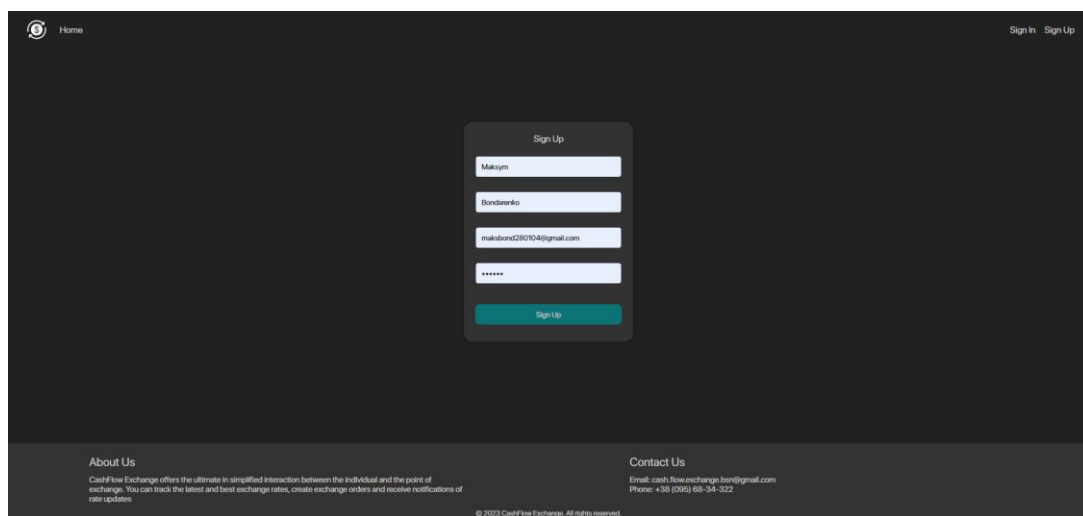 Home
Sign In Sign Up
Sign Up
Maksym
Bondarenko
maksbond280104@gmail.com
••••••
Sign Up
About Us
CashFlow Exchange offers the ultimate in simplified interaction between the individual and the point of
exchange. You can track the latest and best exchange rates, create exchange orders and receive notifications of
rate updates
Contact Us
Email: cash.flow.exchange.bsn@gmail.com
Phone: +38 (095) 68-34-322
© 2023 CashFlow Exchange. All rights reserved.